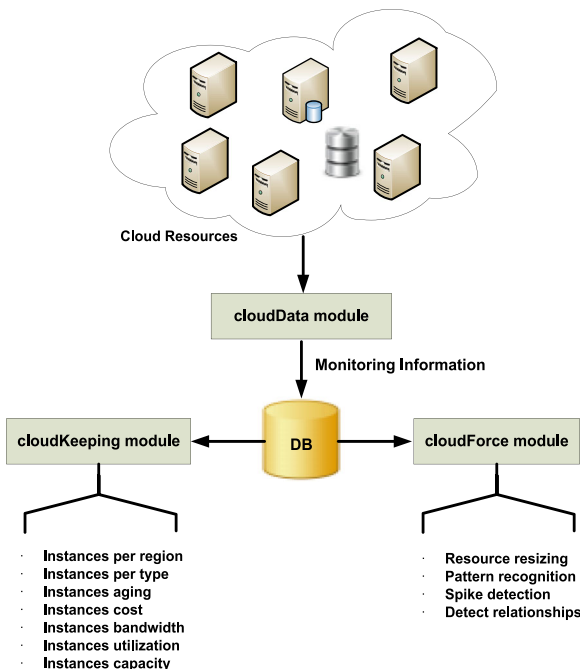 Cloud Resources
cloudData module
Monitoring Information
DB
cloudKeeping module
cloudForce module
· Instances per region
· Instances per type
· Instances aging
· Instances cost
· Instances bandwidth
· Instances utilization
· Instances capacity
· Resource resizing
· Pattern recognition
· Spike detection
· Detect relationships